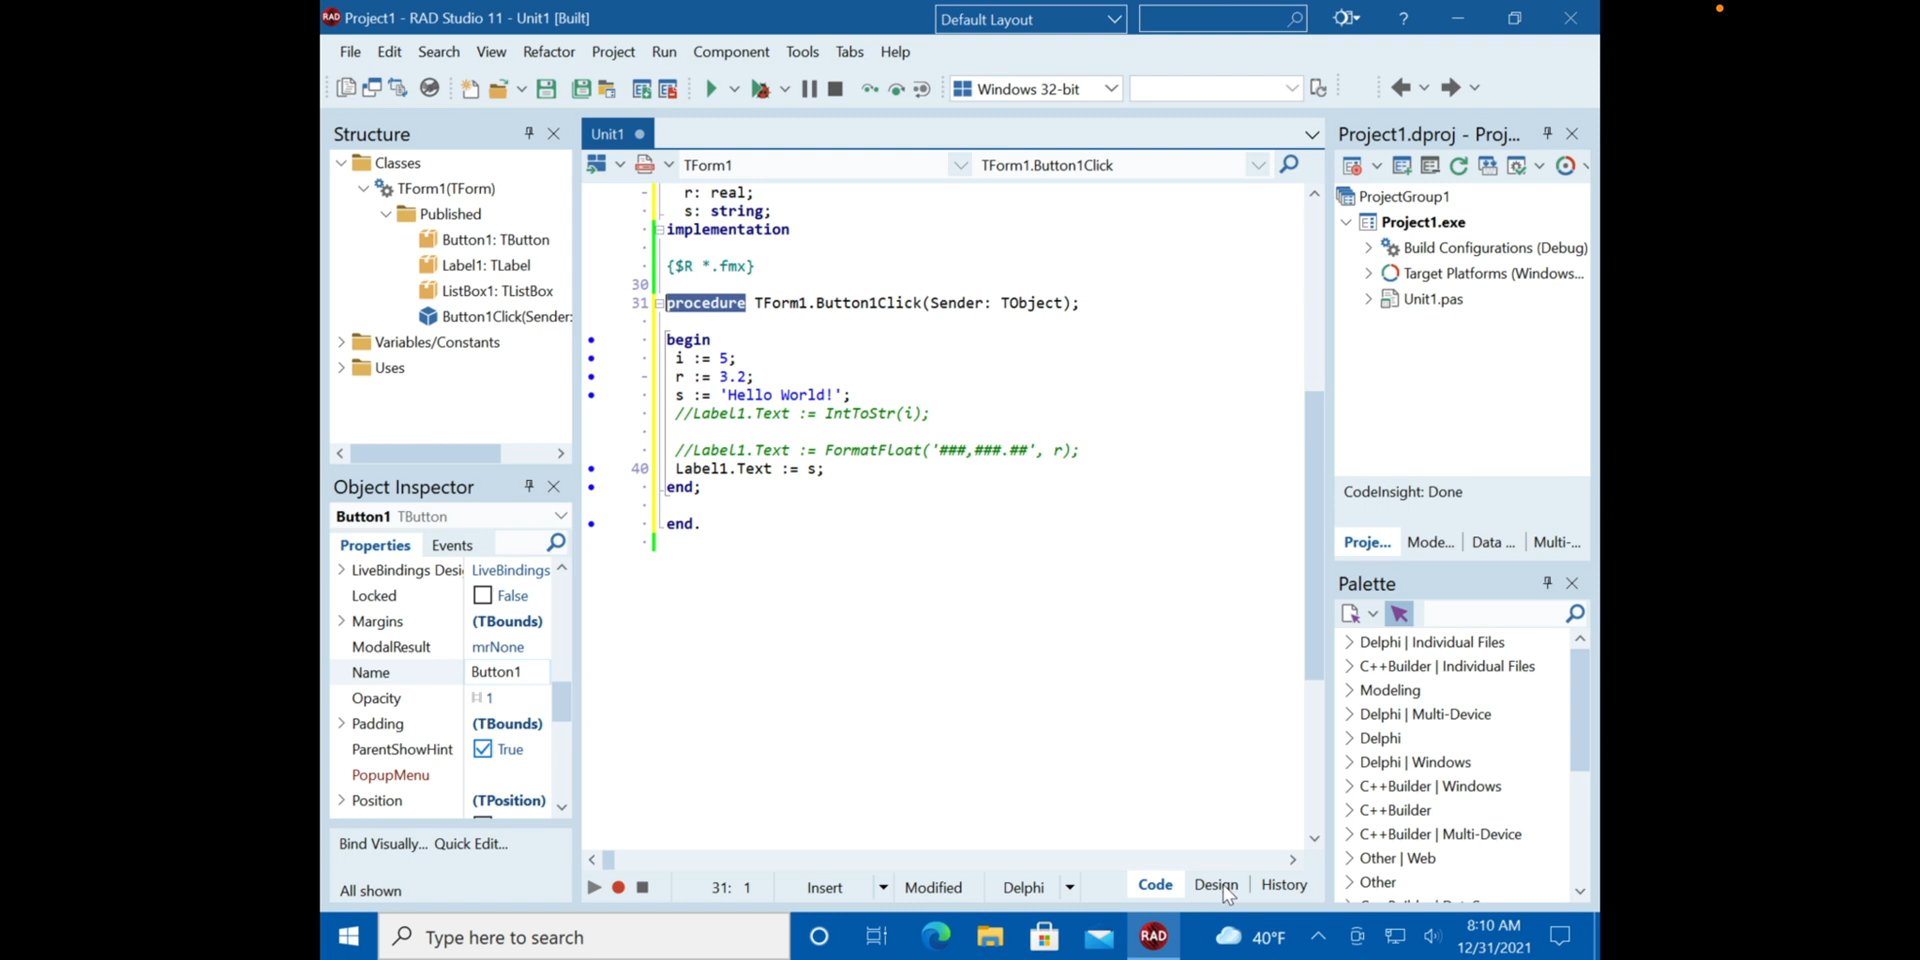 RAD Project1 - RAD Studio 11 - Unit1 [Built]
Default Layout
?
File Edit Search View Refactor Project Run Component Tools Tabs Help
Windows 32-bit
Structure
Classes
TForm1(TForm)
Published
Button1: TButton
Label1: TLabel
ListBox1: TListBox
Button1Click(Sender:
Variables/Constants
Uses
Object Inspector
Button1 TButton
Properties Events
LiveBindings Desi LiveBindings
Locked False
Margins (TBounds)
ModalResult mrNone
Name Button1
Opacity 1
Padding (TBounds)
ParentShowHint True
PopupMenu
Position (TPosition)
Bind Visually... Quick Edit...
All shown
Unit1
TForm1 TForm1.Button1Click
r: real;
s: string;
implementation
{$R *.fmx}
30
31 procedure TForm1.Button1Click(Sender: TObject);
begin
i := 5;
r := 3.2;
s := 'Hello World!';
//Label1.Text := IntToStr(i);
//Label1.Text := FormatFloat('###,###.##', r);
40 Label1.Text := s;
end;
end.
31: 1 Insert Modified Delphi Code Design History
Project1.dproj - Proj...
ProjectGroup1
Project1.exe
Build Configurations (Debug)
Target Platforms (Windows...
Unit1.pas
CodeInsight: Done
Proje... Mode... Data ... Multi-...
Palette
Delphi | Individual Files
C++Builder | Individual Files
Modeling
Delphi | Multi-Device
Delphi
Delphi | Windows
C++Builder | Windows
C++Builder
C++Builder | Multi-Device
Other | Web
Other
Type here to search
RAD
40°F
8:10 AM
12/31/2021